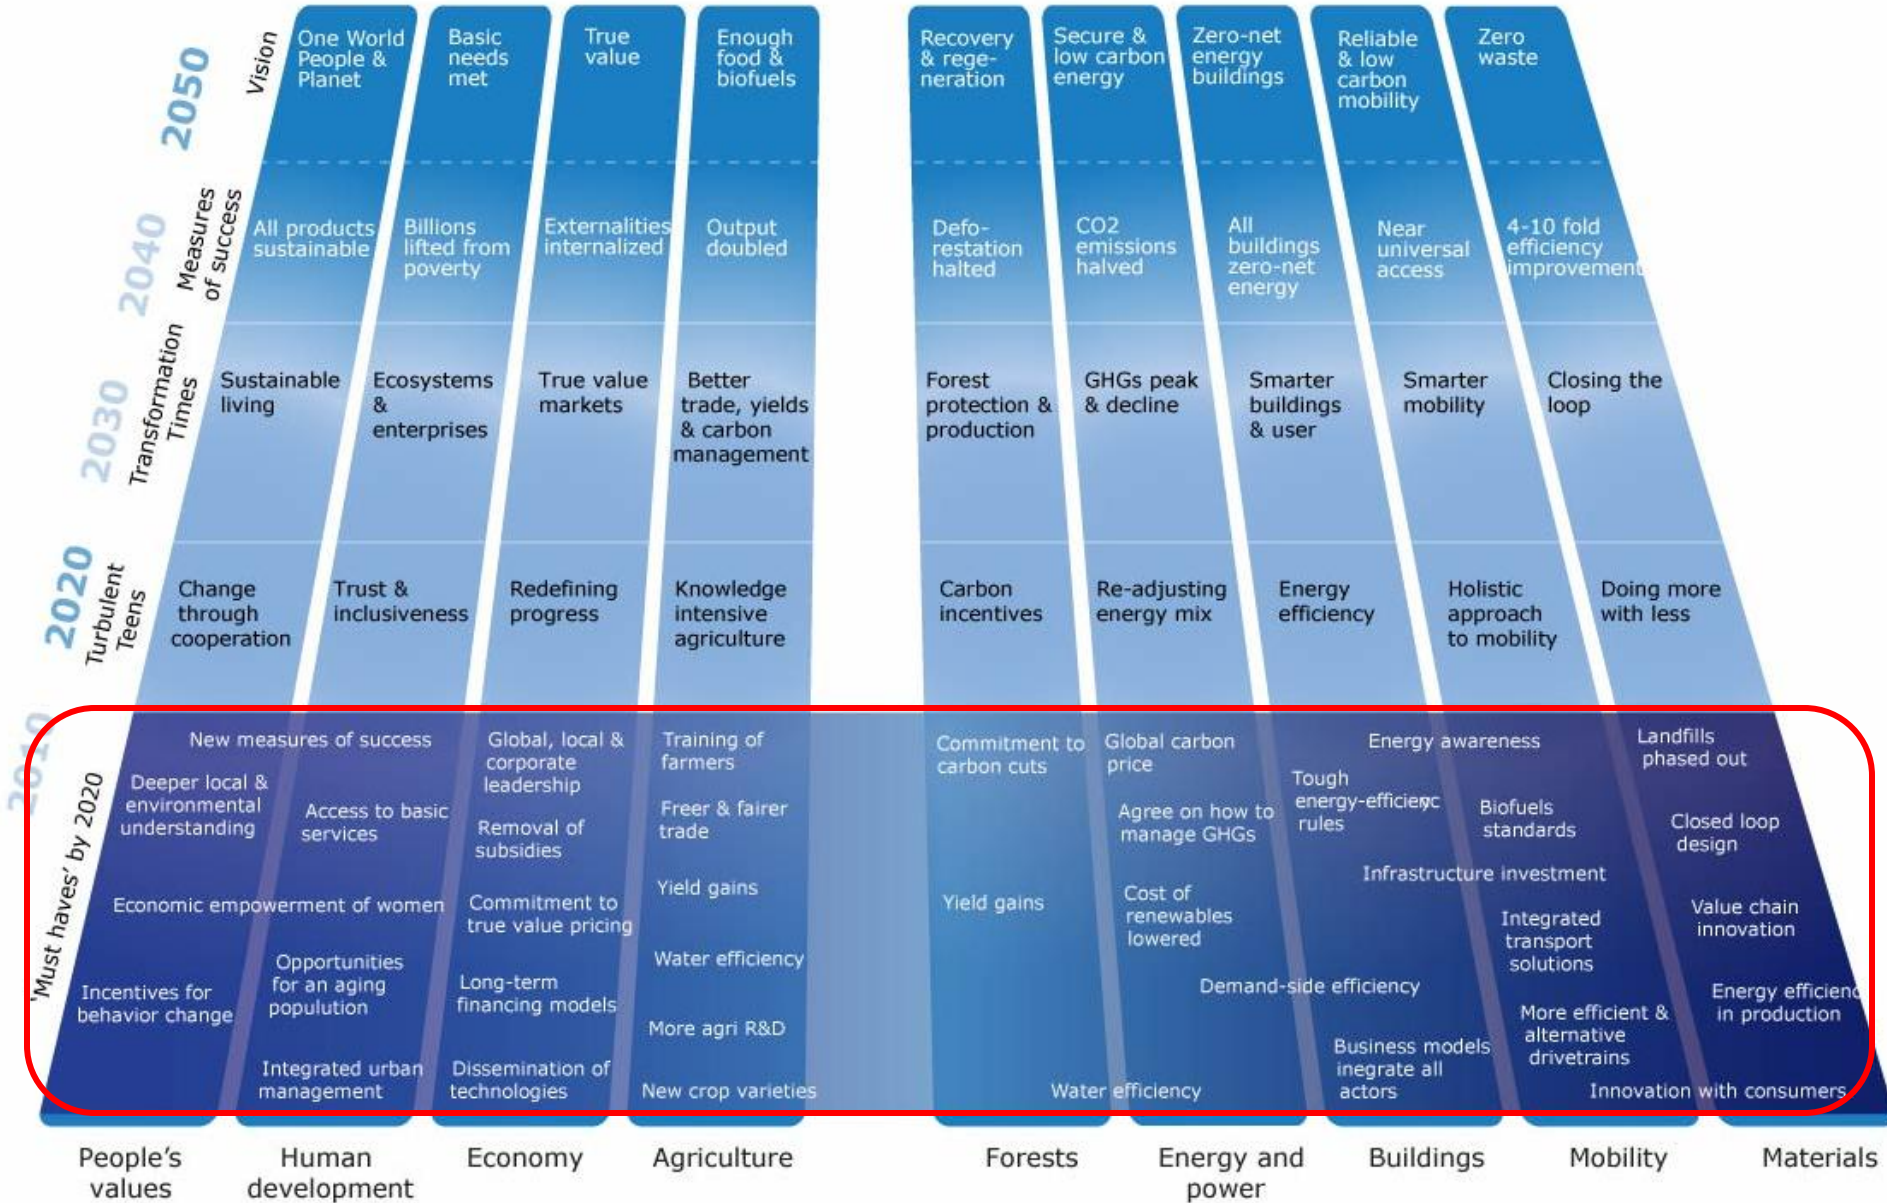 2050
Vision
One World
People &
Planet
Basic
needs
met
True
value
Enough
food &
biofuels
Recovery
& rege-
neration
Secure &
low carbon
energy
Zero-net
energy
buildings
Reliable
& low
carbon
mobility
Zero
waste
2040
Measures
of success
All products
sustainable
Billions
lifted from
poverty
Externalities
internalized
Output
doubled
Defo-
restation
halted
CO2
emissions
halved
All
buildings
zero-net
energy
Near
universal
access
4-10 fold
efficiency
improvement
2030
Transformation
Times
Sustainable
living
Ecosystems
&
enterprises
True value
markets
Better
trade, yields
& carbon
management
Forest
protection &
production
GHGs peak
& decline
Smarter
buildings
& user
Smarter
mobility
Closing the
loop
2020
Turbulent
Teens
Change
through
cooperation
Trust &
inclusiveness
Redefining
progress
Knowledge
intensive
agriculture
Carbon
incentives
Re-adjusting
energy mix
Energy
efficiency
Holistic
approach
to mobility
Doing more
with less
2010
'Must haves' by 2020
New measures of success
Deeper local &
environmental
understanding
Access to basic
services
Economic empowerment of women
Incentives for
behavior change
Opportunities
for an aging
populution
Integrated urban
management
Global, local &
corporate
leadership
Removal of
subsidies
Commitment to
true value pricing
Long-term
financing models
Dissemination of
technologies
Training of
farmers
Freer & fairer
trade
Yield gains
Water efficiency
More agri R&D
New crop varieties
Commitment to
carbon cuts
Yield gains
Water efficiency
Global carbon
price
Agree on how to
manage GHGs
Cost of
renewables
lowered
Demand-side efficiency
Energy awareness
Tough
energy-efficienc
rules
Infrastructure investment
Business models
inegrate all
actors
Biofuels
standards
Integrated
transport
solutions
More efficient &
alternative
drivetrains
Innovation with consumers
Landfills
phased out
Closed loop
design
Value chain
innovation
Energy efficienc
in production
People's
values
Human
development
Economy
Agriculture
Forests
Energy and
power
Buildings
Mobility
Materials